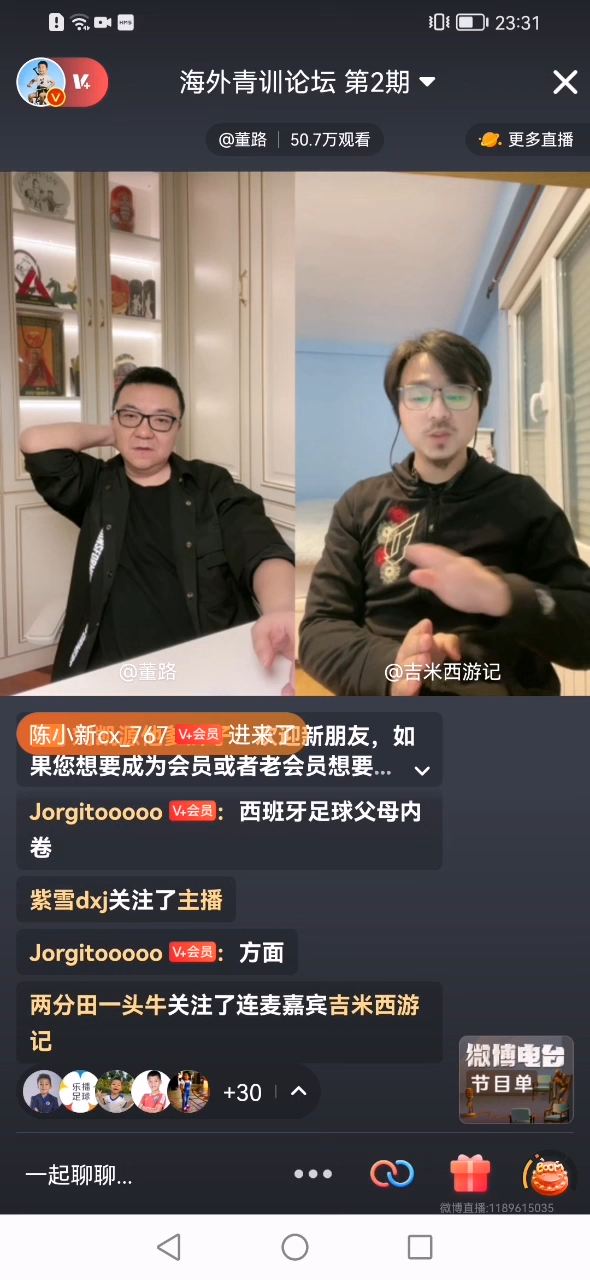 HMS
23:31
V
V4
海外青训论坛 第2期
@董路 50.7万观看
更多直播
@董路
@吉米西游记
陈小新cx_767 V+会员 进来了
新朋友，如
果您想要成为会员或者老会员想要...
Jorgitooooo V+会员： 西班牙足球父母内
卷
紫雪dxj关注了主播
Jorgitooooo V+会员： 方面
两分田一头牛关注了连麦嘉宾吉米西游
记
乐播
足球
+30
微博电台
节目单
一起聊聊...
BOOM
微博直播:1189615035